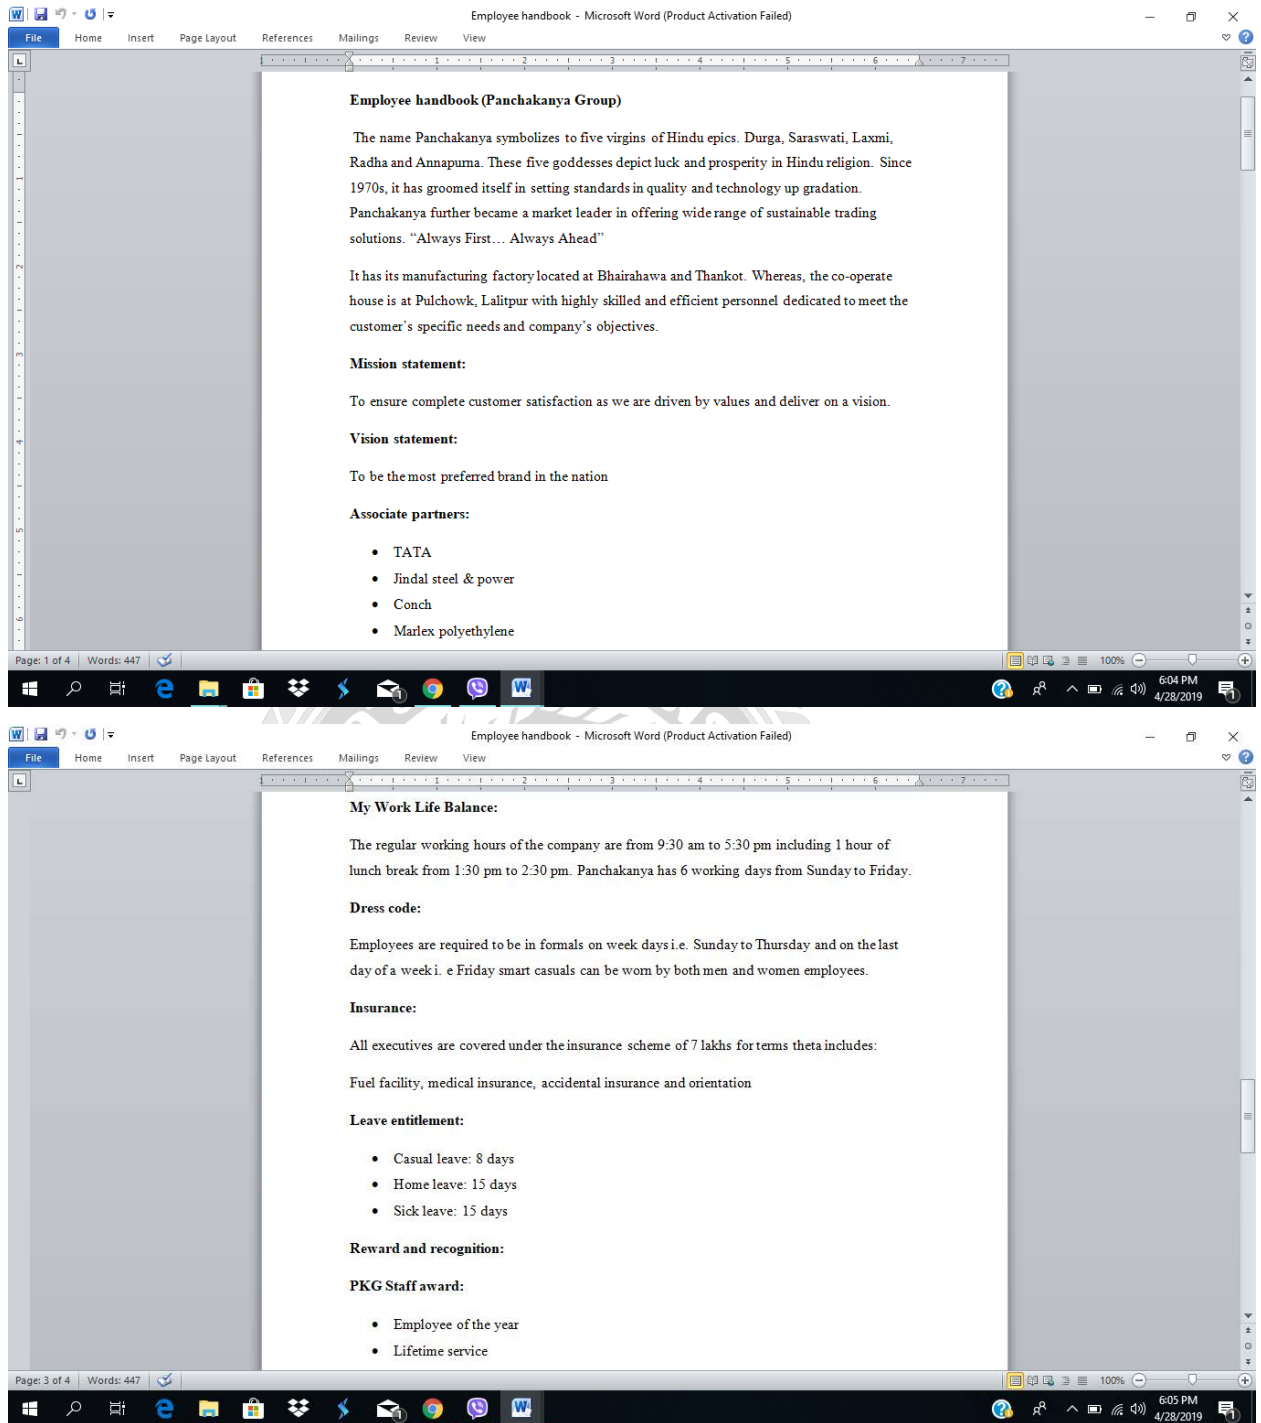 Employee handbook - Microsoft Word (Product Activation Failed)
File Home Insert Page Layout References Mailings Review View
Employee handbook (Panchakanya Group)
The name Panchakanya symbolizes to five virgins of Hindu epics. Durga, Saraswati, Laxmi,
Radha and Annapurna. These five goddesses depict luck and prosperity in Hindu religion. Since
1970s, it has groomed itself in setting standards in quality and technology up gradation.
Panchakanya further became a market leader in offering wide range of sustainable trading
solutions. “Always First… Always Ahead”
It has its manufacturing factory located at Bhairahawa and Thankot. Whereas, the co-operate
house is at Pulchowk, Lalitpur with highly skilled and efficient personnel dedicated to meet the
customer’s specific needs and company’s objectives.
Mission statement:
To ensure complete customer satisfaction as we are driven by values and deliver on a vision.
Vision statement:
To be the most preferred brand in the nation
Associate partners:
• TATA
• Jindal steel & power
• Conch
• Marlex polyethylene
Page: 1 of 4 Words: 447 100%
6:04 PM
4/28/2019
Employee handbook - Microsoft Word (Product Activation Failed)
File Home Insert Page Layout References Mailings Review View
My Work Life Balance:
The regular working hours of the company are from 9:30 am to 5:30 pm including 1 hour of
lunch break from 1:30 pm to 2:30 pm. Panchakanya has 6 working days from Sunday to Friday.
Dress code:
Employees are required to be in formals on week days i.e. Sunday to Thursday and on the last
day of a week i. e Friday smart casuals can be worn by both men and women employees.
Insurance:
All executives are covered under the insurance scheme of 7 lakhs for terms theta includes:
Fuel facility, medical insurance, accidental insurance and orientation
Leave entitlement:
• Casual leave: 8 days
• Home leave: 15 days
• Sick leave: 15 days
Reward and recognition:
PKG Staff award:
• Employee of the year
• Lifetime service
Page: 3 of 4 Words: 447 100%
6:05 PM
4/28/2019